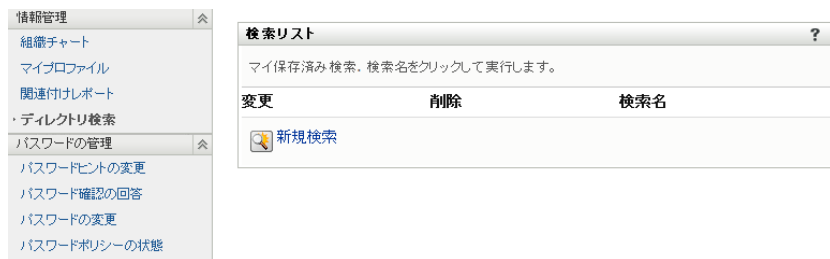 情報管理
組織チャート
マイプロファイル
関連付けレポート
・ディレクトリ検索
パスワードの管理
パスワードヒントの変更
パスワード確認の回答
パスワードの変更
パスワードポリシーの状態
検索リスト ?
マイ保存済み検索. 検索名をクリックして実行します。
変更 削除 検索名
新規検索